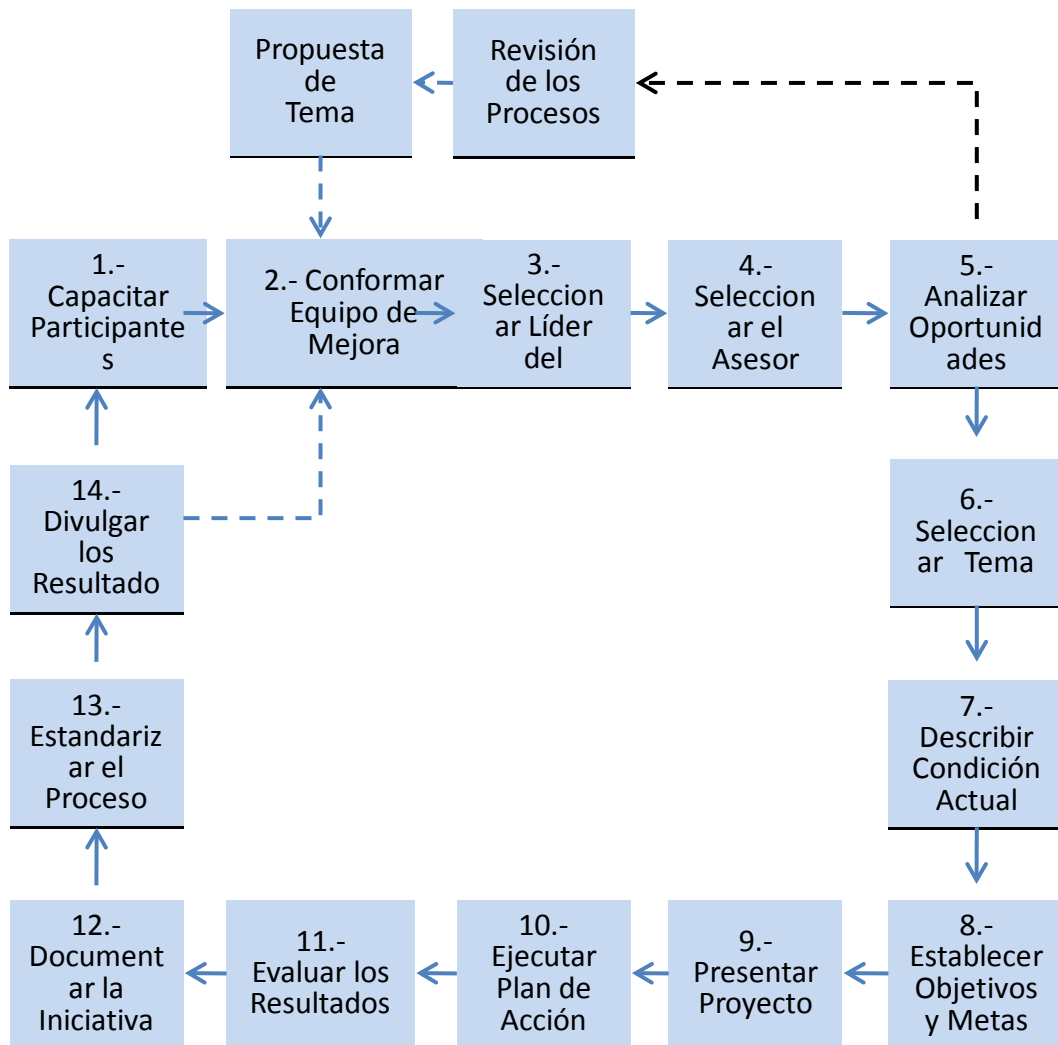 Propuesta
de
Tema
Revisión
de los
Procesos
1.-
Capacitar
Participante
s
2.- Conformar
Equipo de
Mejora
3.-
Seleccion
ar Líder
del
4.-
Seleccion
ar el
Asesor
5.-
Analizar
Oportunid
ades
6.-
Seleccion
ar Tema
7.-
Describir
Condición
Actual
8.-
Establecer
Objetivos
y Metas
9.-
Presentar
Proyecto
10.-
Ejecutar
Plan de
Acción
11.-
Evaluar los
Resultados
12.-
Document
ar la
Iniciativa
13.-
Estandariz
ar el
Proceso
14.-
Divulgar
los
Resultado